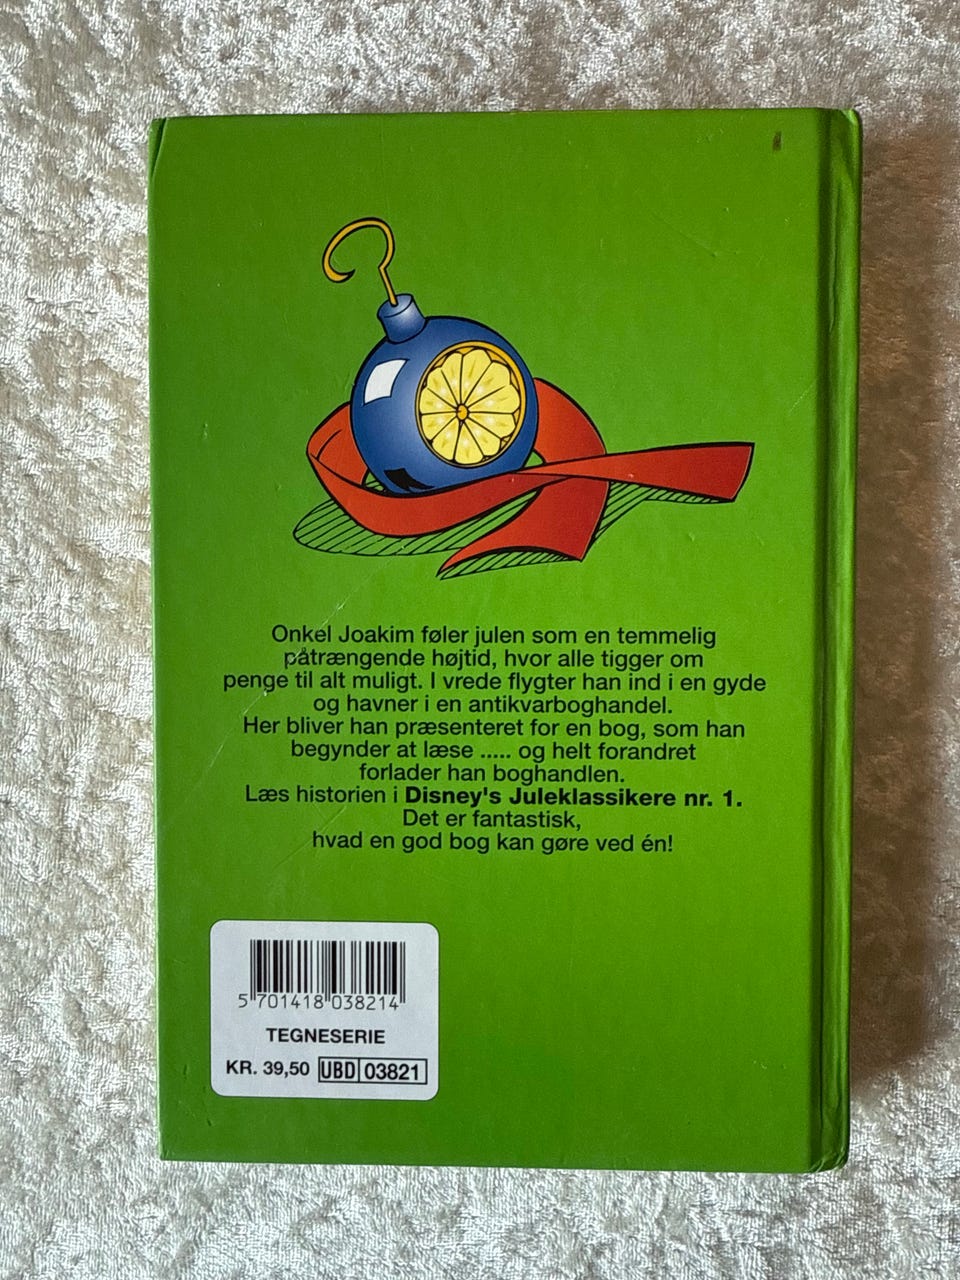 Onkel Joakim føler julen som en temmelig
påtrængende højtid, hvor alle tigger om
penge til alt muligt. I vrede flygter han ind i en gyde
og havner i en antikvarboghandel.
Her bliver han præsenteret for en bog, som han
begynder at læse ..... og helt forandret
forlader han boghandlen.
Læs historien i Disney's Juleklassikere nr. 1.
Det er fantastisk,
hvad en god bog kan gøre ved én!
5 701418 038214
TEGNESERIE
KR. 39,50 UBD 03821